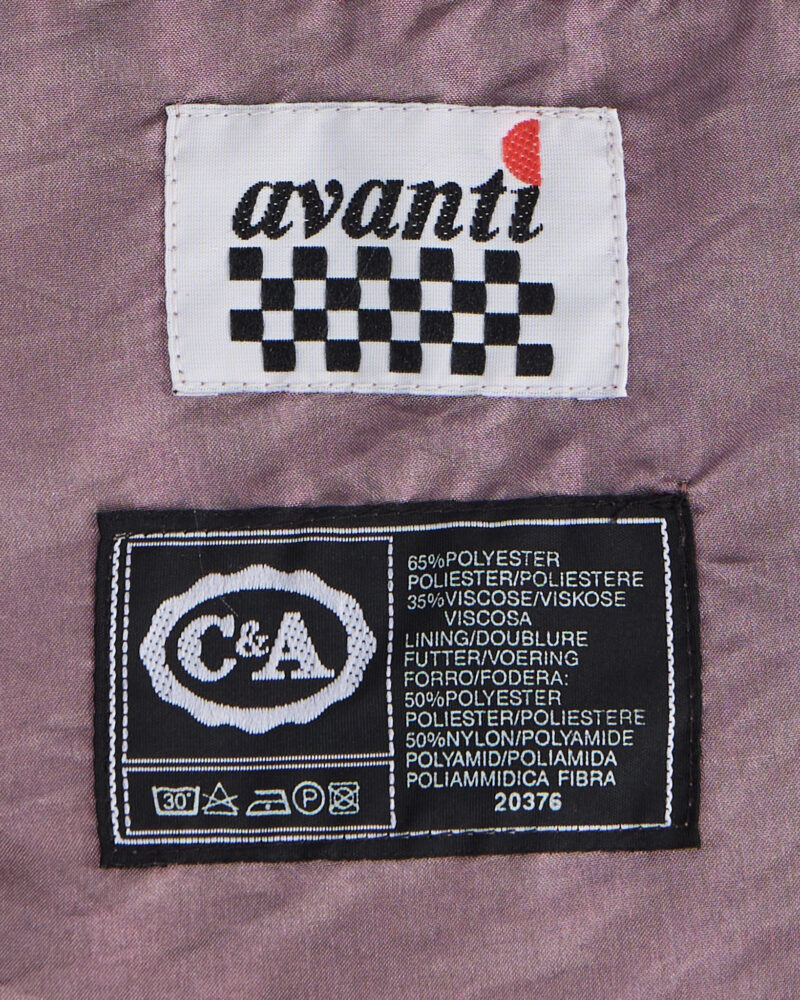 avanti
C&A
30°
P
65%POLYESTER
POLIESTER/POLIESTERE
35%VISCOSE/VISKOSE
VISCOSA
LINING/DOUBLURE
FUTTER/VOERING
FORRO/FODERA:
50%POLYESTER
POLIESTER/POLIESTERE
50%NYLON/POLYAMIDE
POLYAMID/POLIAMIDA
POLIAMMIDICA FIBRA
20376